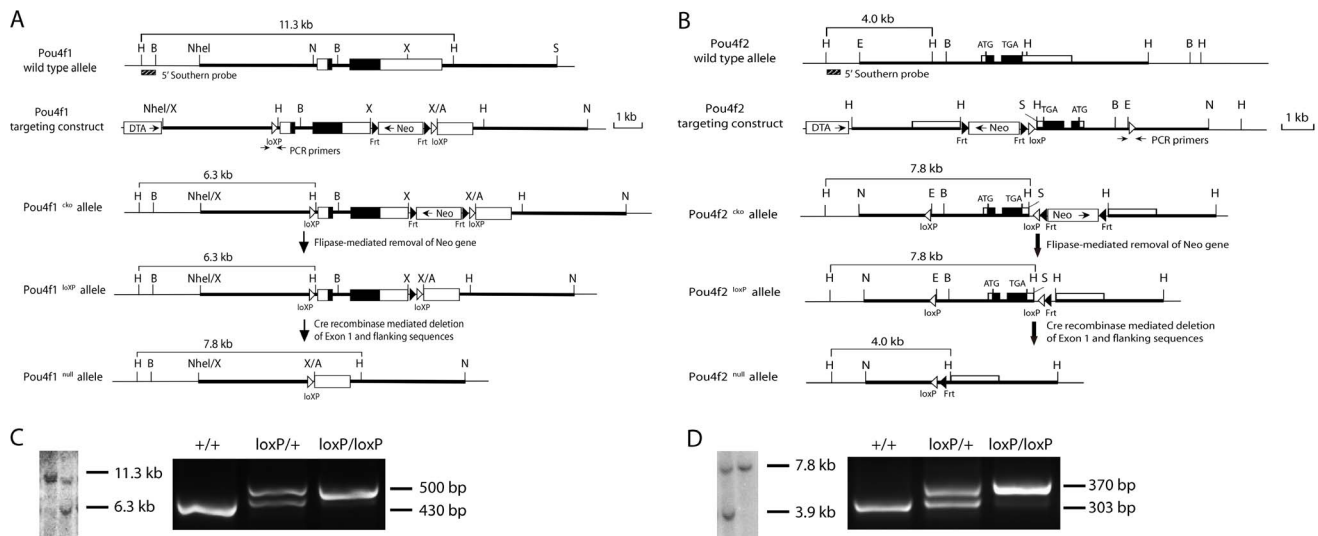 A
11.3 kb
Pou4f1
wild type allele
H B NheI N B X H S
5' Southern probe
Pou4f1
targeting construct
NheI/X H B X X/A H N
DTA Neo
loXP Frt Frt loXP
PCR primers
1 kb
6.3 kb
Pou4f1 cko allele
H B NheI/X H B X X/A H N
Neo
loXP Frt Frt loXP
Flipase-mediated removal of Neo gene
6.3 kb
Pou4f1 loXP allele
H B NheI/X H B X X/A H N
loXP Frt loXP
Cre recombinase mediated deletion
of Exon 1 and flanking sequences
7.8 kb
Pou4f1 null allele
H B NheI/X X/A H N
loXP
B
4.0 kb
Pou4f2
wild type allele
H E H B ATG TGA H H B H
5' Southern probe
Pou4f2
targeting construct
H H S H TGA ATG B E N H
DTA Neo
Frt Frt loxP
PCR primers
1 kb
7.8 kb
Pou4f2 cko allele
H N E B ATG TGA H S H H
Neo
loxP loxP Frt Frt
Flipase-mediated removal of Neo gene
7.8 kb
Pou4f2 loxP allele
H N E B ATG TGA H S H H
loxP loxP Frt
Cre recombinase mediated deletion
of Exon 1 and flanking sequences
4.0 kb
Pou4f2 null allele
H N H H
loxP Frt
C
+/+ loxP/+ loxP/loxP
11.3 kb
6.3 kb
500 bp
430 bp
D
+/+ loxP/+ loxP/loxP
7.8 kb
3.9 kb
370 bp
303 bp